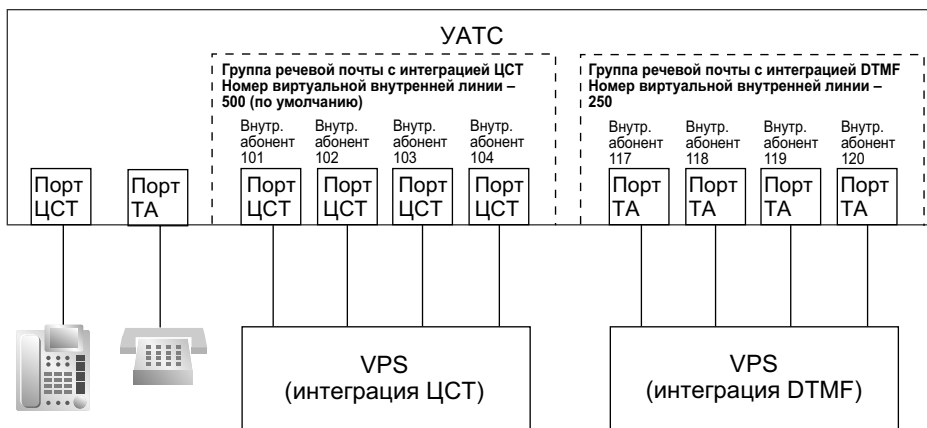 УАТС
Группа речевой почты с интеграцией ЦСТ
Номер виртуальной внутренней линии –
500 (по умолчанию)
Группа речевой почты с интеграцией DTMF
Номер виртуальной внутренней линии –
250
Внутр.
абонент
101
Внутр.
абонент
102
Внутр.
абонент
103
Внутр.
абонент
104
Внутр.
абонент
117
Внутр.
абонент
118
Внутр.
абонент
119
Внутр.
абонент
120
Порт
ЦСТ
Порт
ТА
Порт
ЦСТ
Порт
ЦСТ
Порт
ЦСТ
Порт
ЦСТ
Порт
ТА
Порт
ТА
Порт
ТА
Порт
ТА
VPS
(интеграция ЦСТ)
VPS
(интеграция DTMF)